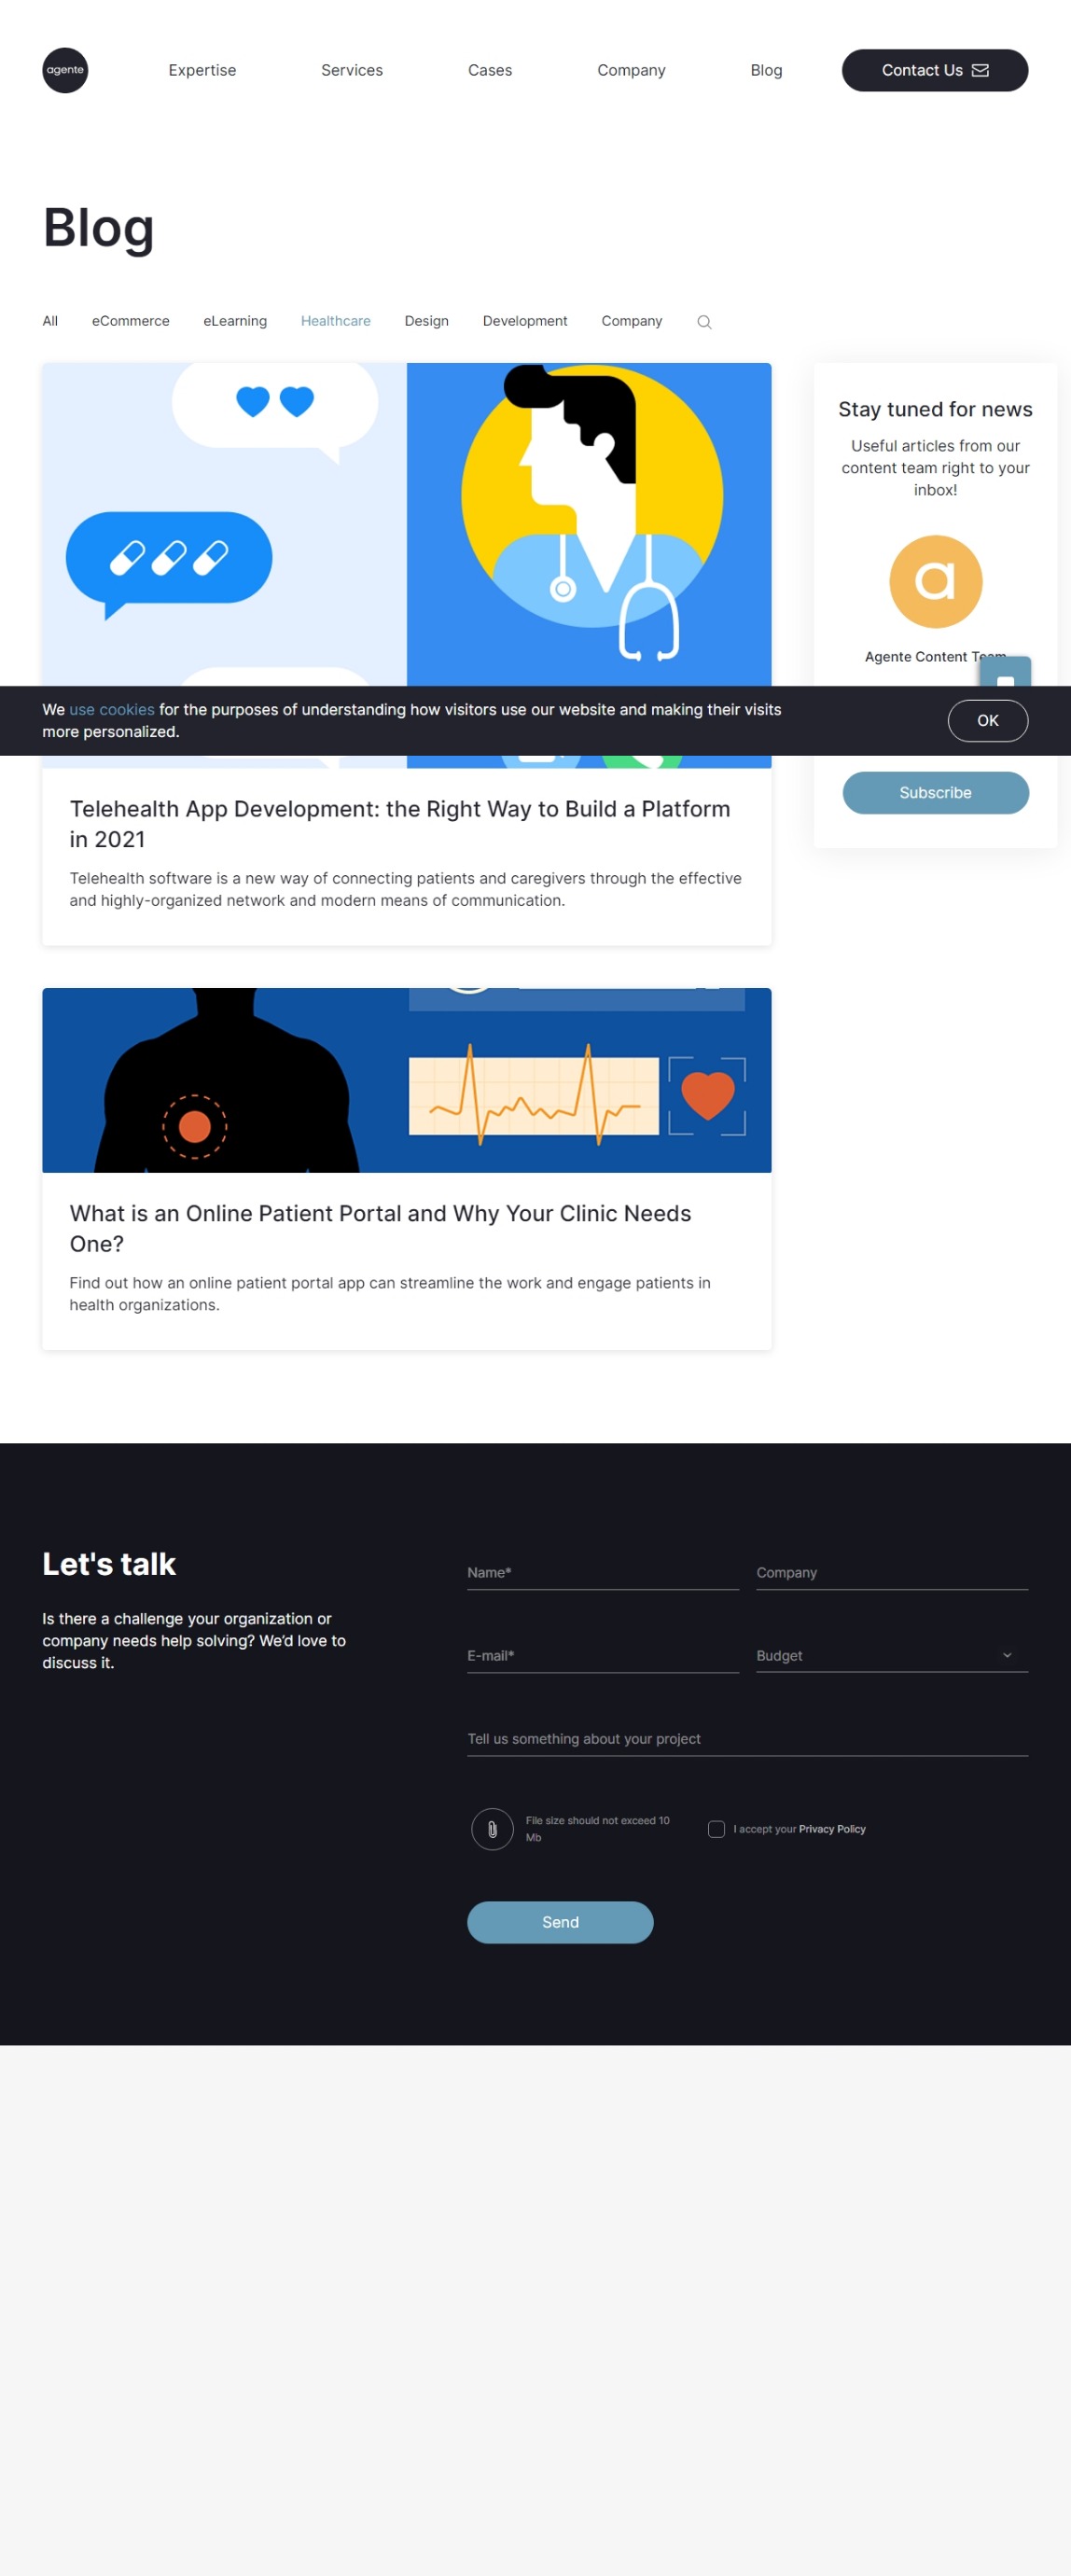 agente
Expertise
Services
Cases
Company
Blog
Contact Us
Blog
All
eCommerce
eLearning
Healthcare
Design
Development
Company
Stay tuned for news
Useful articles from our
content team right to your
inbox!
a
Agente Content Team
We use cookies for the purposes of understanding how visitors use our website and making their visits
more personalized.
OK
Subscribe
Telehealth App Development: the Right Way to Build a Platform
in 2021
Telehealth software is a new way of connecting patients and caregivers through the effective
and highly-organized network and modern means of communication.
What is an Online Patient Portal and Why Your Clinic Needs
One?
Find out how an online patient portal app can streamline the work and engage patients in
health organizations.
Let's talk
Is there a challenge your organization or
company needs help solving? We'd love to
discuss it.
Name*
Company
E-mail*
Budget
Tell us something about your project
File size should not exceed 10
Mb
I accept your Privacy Policy
Send